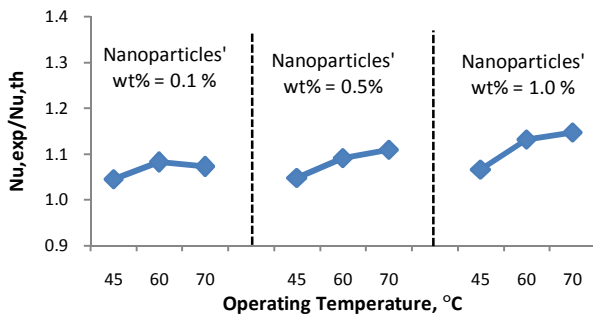 1.4
1.3
1.2
1.1
1.0
0.9
Nu,exp/Nu,th
Nanoparticles'
wt% = 0.1 %
Nanoparticles'
wt% = 0.5%
Nanoparticles'
wt% = 1.0 %
45 60 70 45 60 70 45 60 70
Operating Temperature, °C